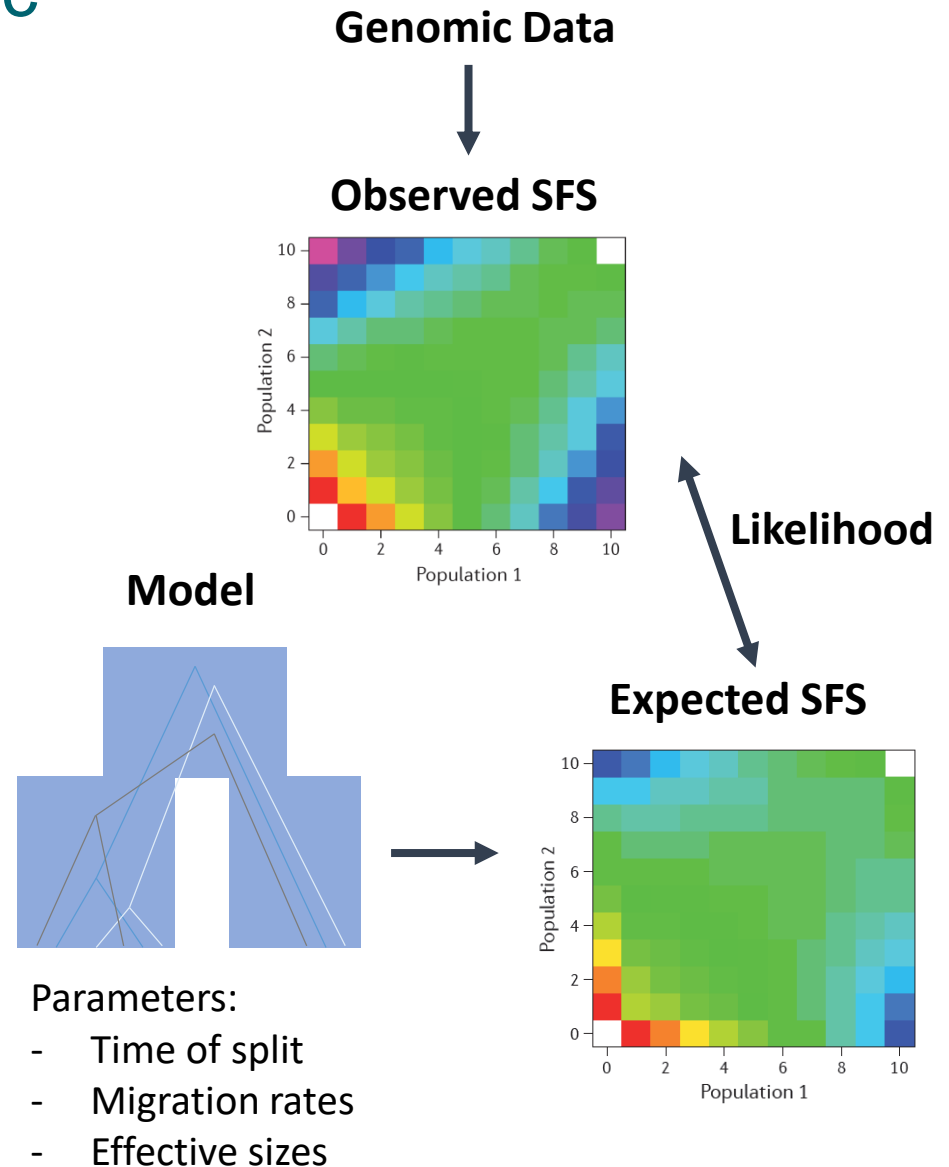 c
Genomic Data
Observed SFS
10
8
6
4
2
0
Population 2
0 2 4 6 8 10
Population 1
Likelihood
Model
Expected SFS
10
8
6
4
2
0
Population 2
0 2 4 6 8 10
Population 1
Parameters:
- Time of split
- Migration rates
- Effective sizes